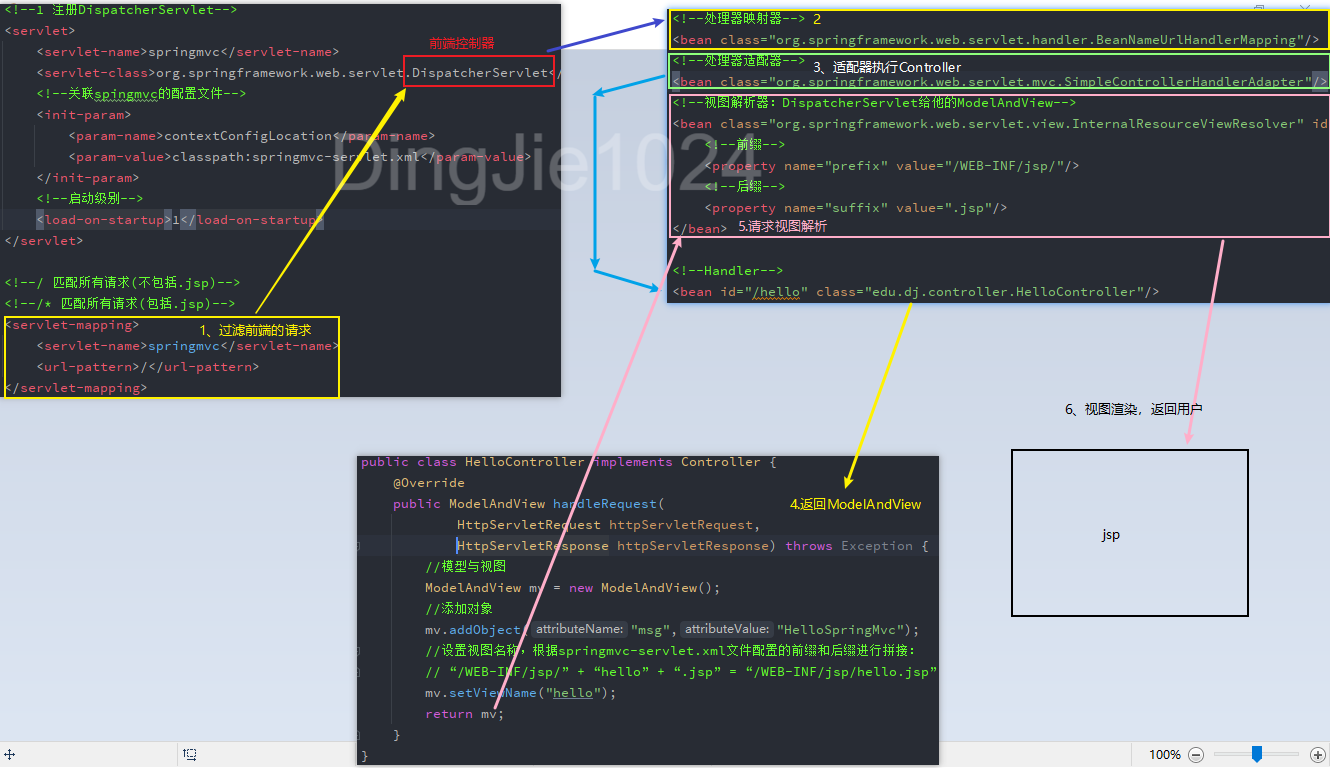 <!--1 注册DispatcherServlet-->
<servlet>
<servlet-name>springmvc</servlet-name>
前端控制器
<servlet-class>org.springframework.web.servlet.DispatcherServlet</
<!--关联spingmvc的配置文件-->
<init-param>
<param-name>contextConfigLocation</param-name>
<param-value>classpath:springmvc-servlet.xml</param-value>
</init-param>
<!--启动级别-->
<load-on-startup>1</load-on-startup>
</servlet>
<!--/ 匹配所有请求(不包括.jsp)-->
<!--/* 匹配所有请求(包括.jsp)-->
<servlet-mapping>
1、过滤前端的请求
<servlet-name>springmvc</servlet-name>
<url-pattern>/</url-pattern>
</servlet-mapping>
<!--处理器映射器--> 2
<bean class="org.springframework.web.servlet.handler.BeanNameUrlHandlerMapping"/>
<!--处理器适配器--> 3、适配器执行Controller
<bean class="org.springframework.web.servlet.mvc.SimpleControllerHandlerAdapter"/>
<!--视图解析器：DispatcherServlet给他的ModelAndView-->
<bean class="org.springframework.web.servlet.view.InternalResourceViewResolver" id
<!--前缀-->
<property name="prefix" value="/WEB-INF/jsp/"/>
<!--后缀-->
<property name="suffix" value=".jsp"/>
</bean> 5.请求视图解析
<!--Handler-->
<bean id="/hello" class="edu.dj.controller.HelloController"/>
DingJie1024
6、视图渲染，返回用户
jsp
public class HelloController implements Controller {
@Override
public ModelAndView handleRequest(
4.返回ModelAndView
HttpServletRequest httpServletRequest,
HttpServletResponse httpServletResponse) throws Exception {
//模型与视图
ModelAndView mv = new ModelAndView();
//添加对象
mv.addObject( attributeName: "msg", attributeValue: "HelloSpringMvc");
//设置视图名称，根据springmvc-servlet.xml文件配置的前缀和后缀进行拼接：
// “/WEB-INF/jsp/” + “hello” + “.jsp” = “/WEB-INF/jsp/hello.jsp”
mv.setViewName("hello");
return mv;
}
}
100%